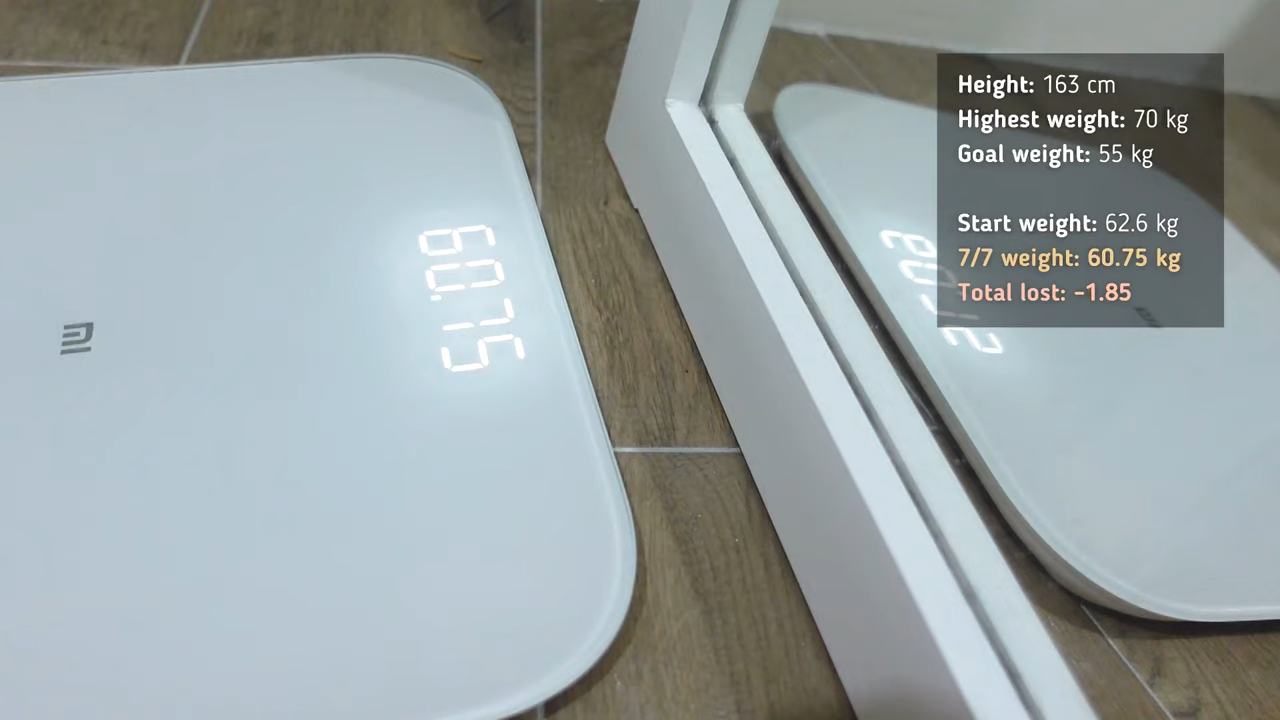 60.75
Height: 163 cm
Highest weight: 70 kg
Goal weight: 55 kg
Start weight: 62.6 kg
7/7 weight: 60.75 kg
Total lost: -1.85